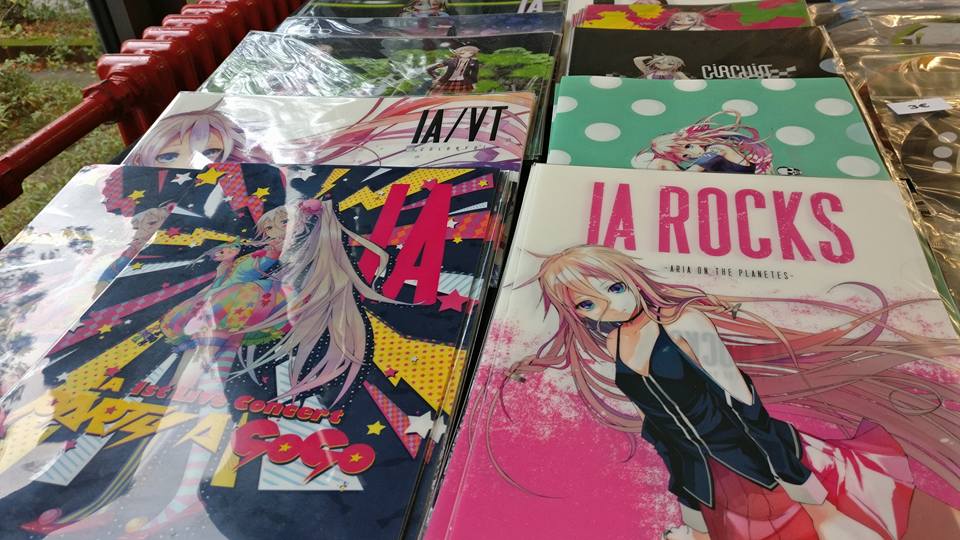 IA
CIRCUIT
3€
IA/VT
IA
1st Live concert
PARTY A
GOGO
IA ROCKS
-ARIA ON THE PLANETES-